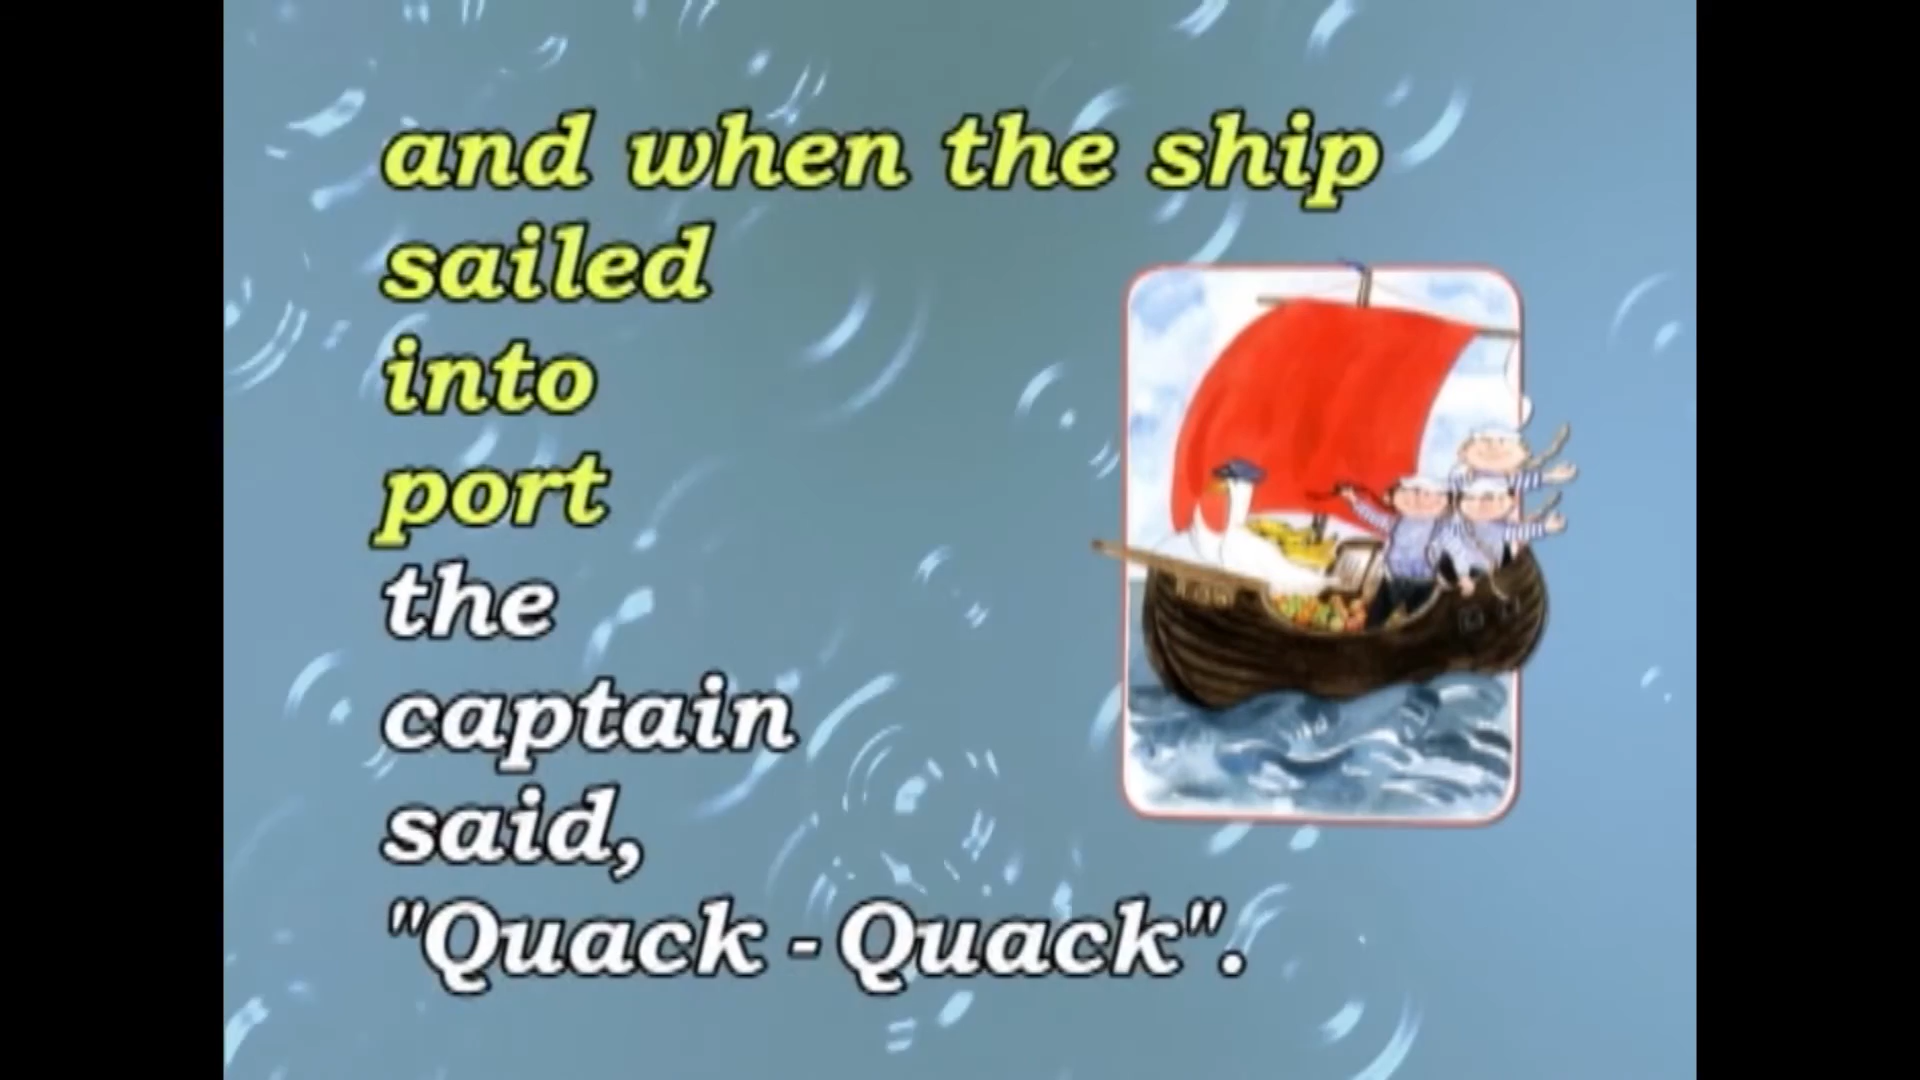 and when the ship
sailed
into
port
the
captain
said,
"Quack - Quack".